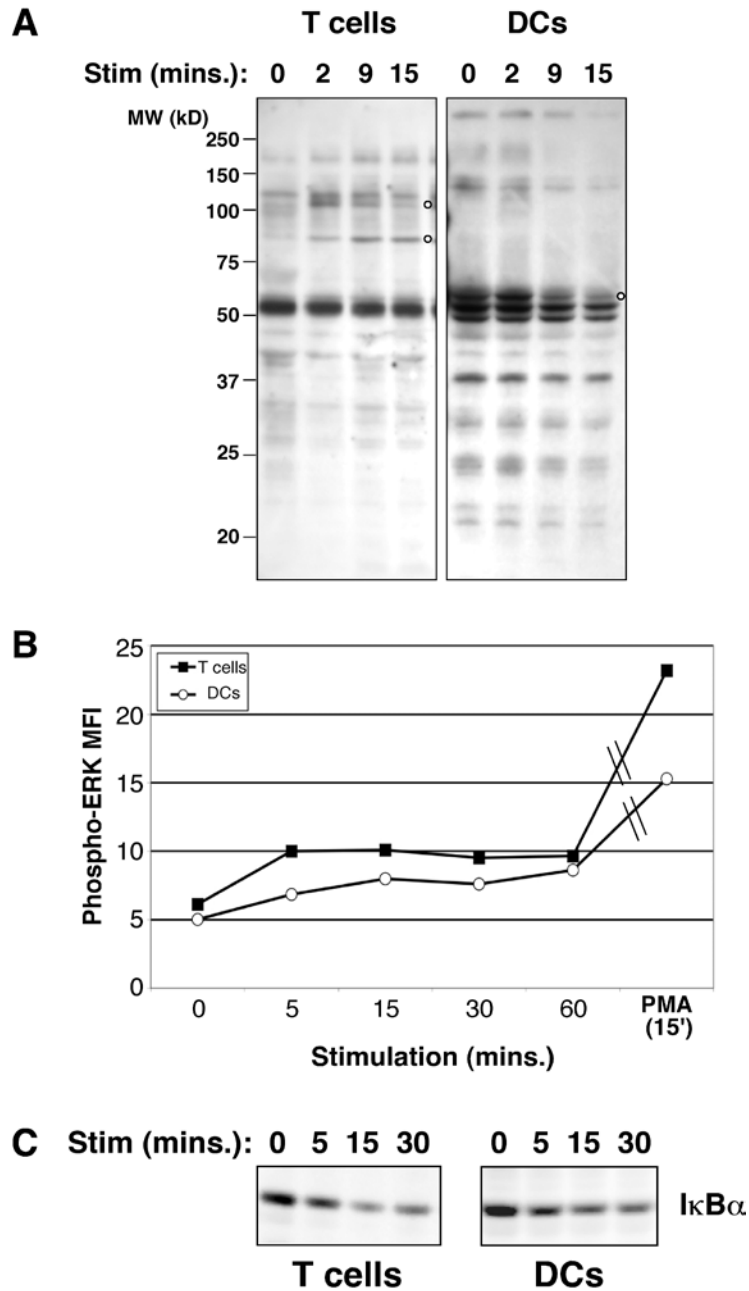 A
T cells DCs
Stim (mins.): 0 2 9 15 0 2 9 15
MW (kD)
250
150
100
75
50
37
25
20
B
25
20
15
10
5
0
T cells
DCs
Phospho-ERK MFI
0 5 15 30 60 PMA
(15')
Stimulation (mins.)
C Stim (mins.): 0 5 15 30 0 5 15 30
IκBα
T cells DCs